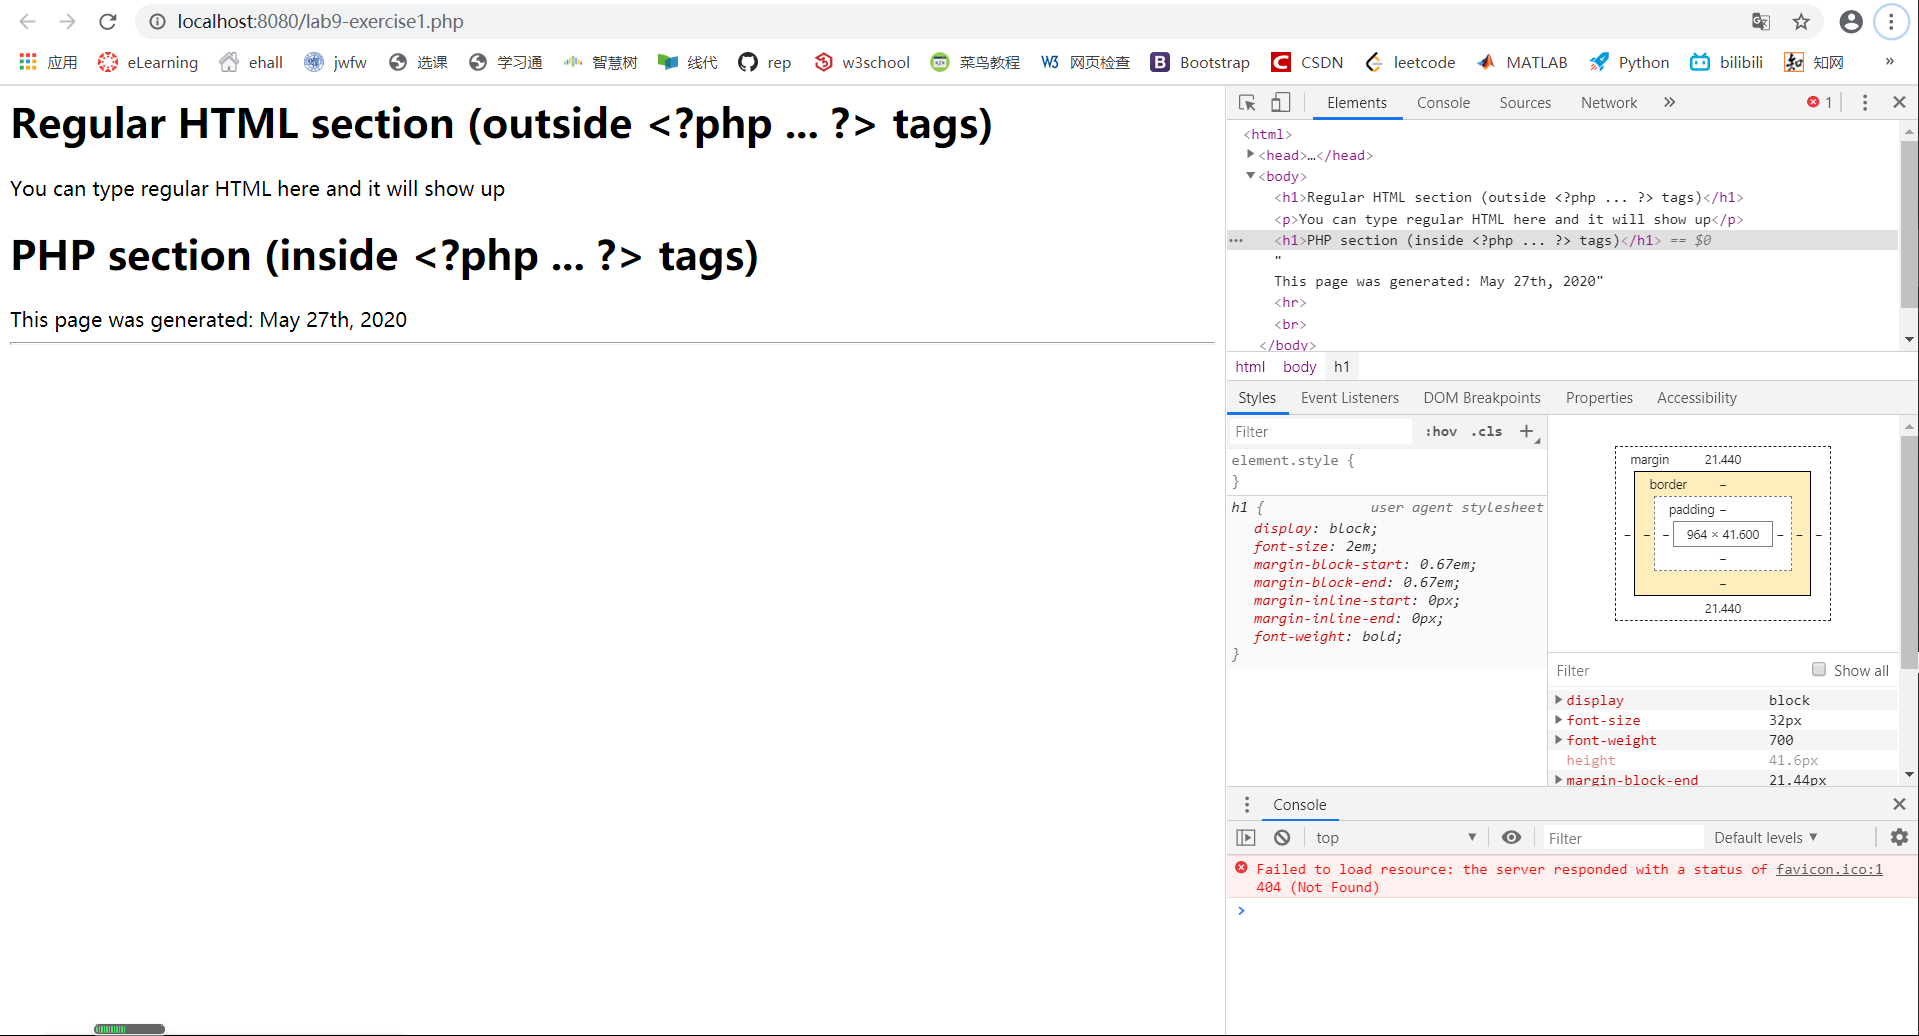 localhost:8080/lab9-exercise1.php
应用 eLearning ehall jwfw 选课 学习通 智慧树 线代 rep w3school 菜鸟教程 W3 网页检查 B Bootstrap C CSDN leetcode MATLAB Python bilibili 知网 »
Regular HTML section (outside <?php ... ?> tags)
You can type regular HTML here and it will show up
PHP section (inside <?php ... ?> tags)
This page was generated: May 27th, 2020
Elements Console Sources Network » 1
<html>
<head>…</head>
<body>
<h1>Regular HTML section (outside <?php ... ?> tags)</h1>
<p>You can type regular HTML here and it will show up</p>
<h1>PHP section (inside <?php ... ?> tags)</h1> == $0
"
This page was generated: May 27th, 2020"
<hr>
<br>
</body>
html body h1
Styles Event Listeners DOM Breakpoints Properties Accessibility
Filter :hov .cls +
element.style {
}
h1 { user agent stylesheet
display: block;
font-size: 2em;
margin-block-start: 0.67em;
margin-block-end: 0.67em;
margin-inline-start: 0px;
margin-inline-end: 0px;
font-weight: bold;
}
margin 21.440
border –
padding –
– – – 964 × 41.600 – – –
–
–
21.440
Filter Show all
display block
font-size 32px
font-weight 700
height 41.6px
margin-block-end 21.44px
Console
top Filter Default levels
Failed to load resource: the server responded with a status of favicon.ico:1
404 (Not Found)